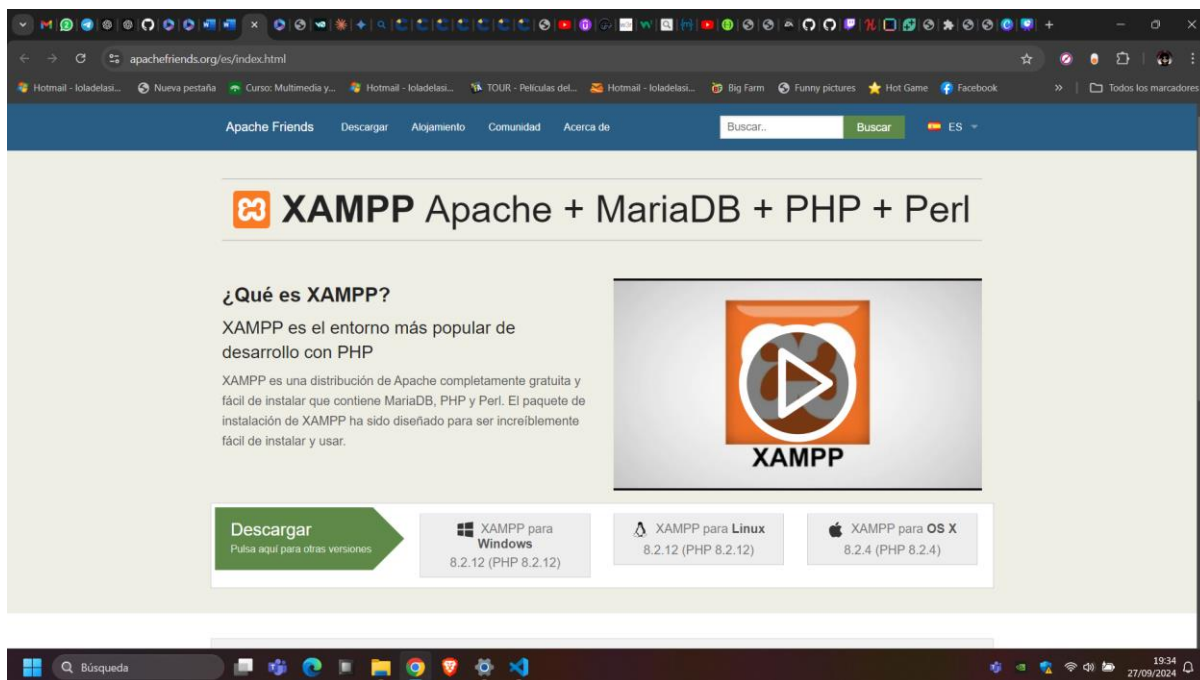 apachefriends.org/es/index.html
Hotmail - loladelasi... Nueva pestaña Curso: Multimedia y... Hotmail - loladelasi... TOUR - Películas del... Hotmail - loladelasi... Big Farm Funny pictures Hot Game Facebook » Todos los marcadores
Apache Friends Descargar Alojamiento Comunidad Acerca de Buscar.. Buscar ES
XAMPP Apache + MariaDB + PHP + Perl
¿Qué es XAMPP?
XAMPP es el entorno más popular de
desarrollo con PHP
XAMPP es una distribución de Apache completamente gratuita y
fácil de instalar que contiene MariaDB, PHP y Perl. El paquete de
instalación de XAMPP ha sido diseñado para ser increíblemente
fácil de instalar y usar.
XAMPP
Descargar
Pulsa aquí para otras versiones
XAMPP para
Windows
8.2.12 (PHP 8.2.12)
XAMPP para Linux
8.2.12 (PHP 8.2.12)
XAMPP para OS X
8.2.4 (PHP 8.2.4)
Búsqueda
19:34
27/09/2024